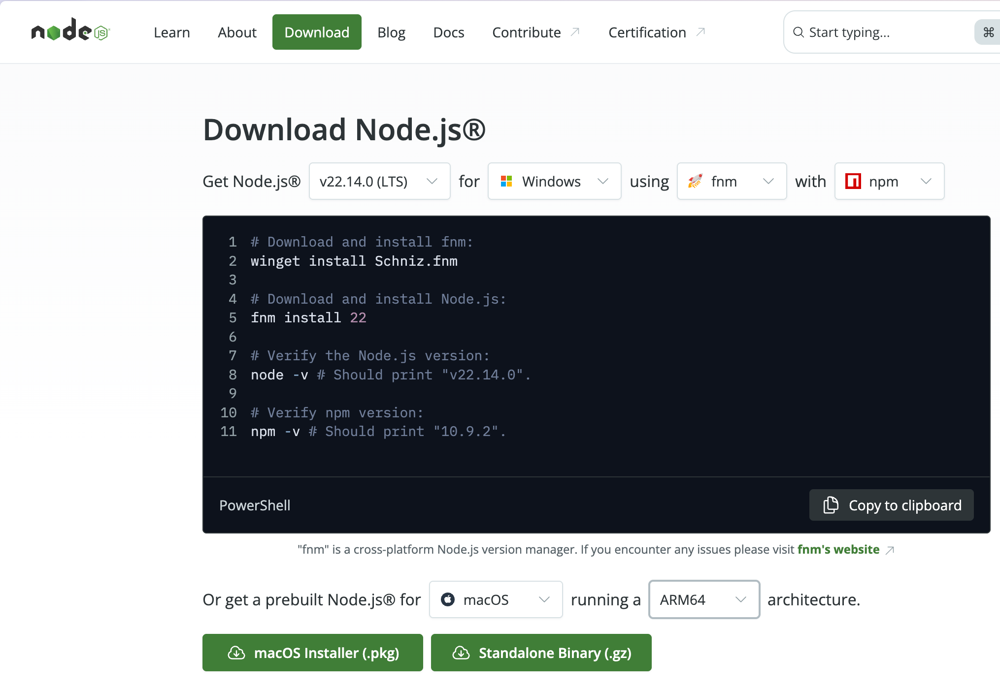 node JS
Learn About Download Blog Docs Contribute Certification Start typing... ⌘
Download Node.js®
Get Node.js® v22.14.0 (LTS) for Windows using fnm with npm
1 # Download and install fnm:
2 winget install Schniz.fnm
3
4 # Download and install Node.js:
5 fnm install 22
6
7 # Verify the Node.js version:
8 node -v # Should print "v22.14.0".
9
10 # Verify npm version:
11 npm -v # Should print "10.9.2".
PowerShell Copy to clipboard
"fnm" is a cross-platform Node.js version manager. If you encounter any issues please visit fnm's website
Or get a prebuilt Node.js® for macOS running a ARM64 architecture.
macOS Installer (.pkg) Standalone Binary (.gz)